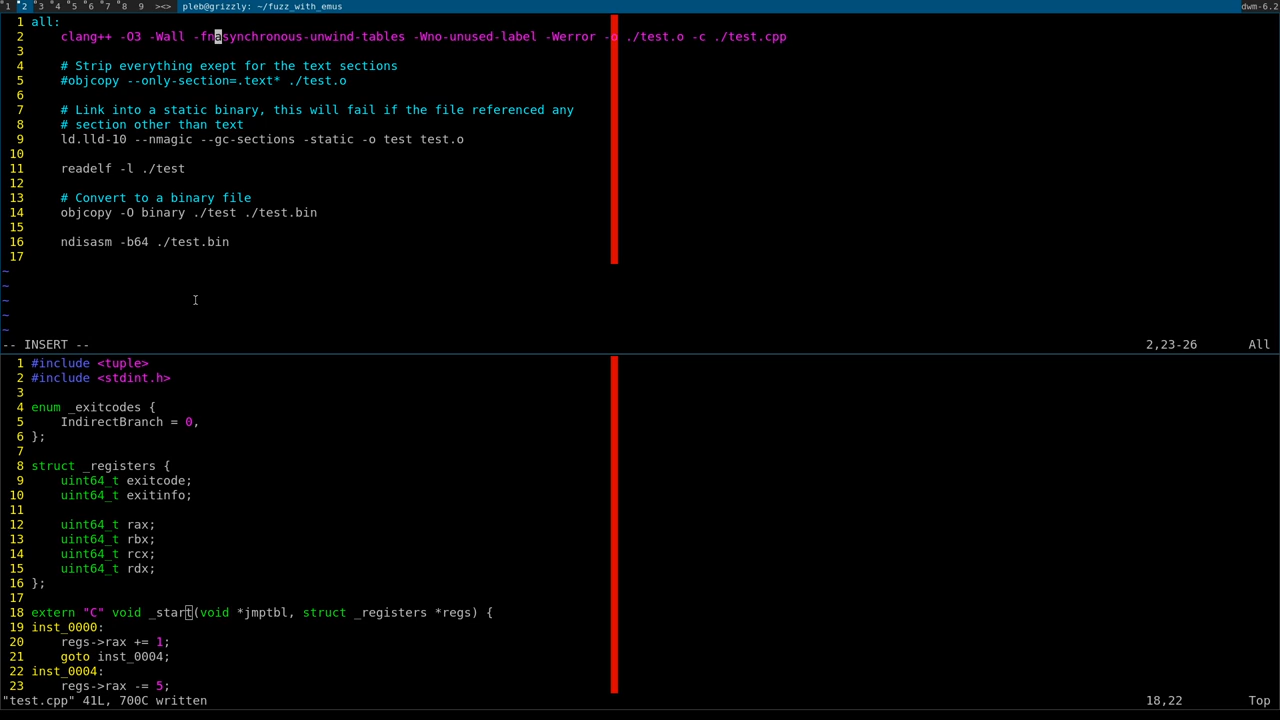 1 2 3 4 5 6 7 8 9 ><> pleb@grizzly: ~/fuzz_with_emus dwm-6.2
1 all:
2 clang++ -O3 -Wall -fnasynchronous-unwind-tables -Wno-unused-label -Werror -o ./test.o -c ./test.cpp
3
4 # Strip everything exept for the text sections
5 #objcopy --only-section=.text* ./test.o
6
7 # Link into a static binary, this will fail if the file referenced any
8 # section other than text
9 ld.lld-10 --nmagic --gc-sections -static -o test test.o
10
11 readelf -l ./test
12
13 # Convert to a binary file
14 objcopy -O binary ./test ./test.bin
15
16 ndisasm -b64 ./test.bin
17
~
~
~
~
~
-- INSERT -- 2,23-26 All
1 #include <tuple>
2 #include <stdint.h>
3
4 enum _exitcodes {
5 IndirectBranch = 0,
6 };
7
8 struct _registers {
9 uint64_t exitcode;
10 uint64_t exitinfo;
11
12 uint64_t rax;
13 uint64_t rbx;
14 uint64_t rcx;
15 uint64_t rdx;
16 };
17
18 extern "C" void _start(void *jmptbl, struct _registers *regs) {
19 inst_0000:
20 regs->rax += 1;
21 goto inst_0004;
22 inst_0004:
23 regs->rax -= 5;
"test.cpp" 41L, 700C written 18,22 Top